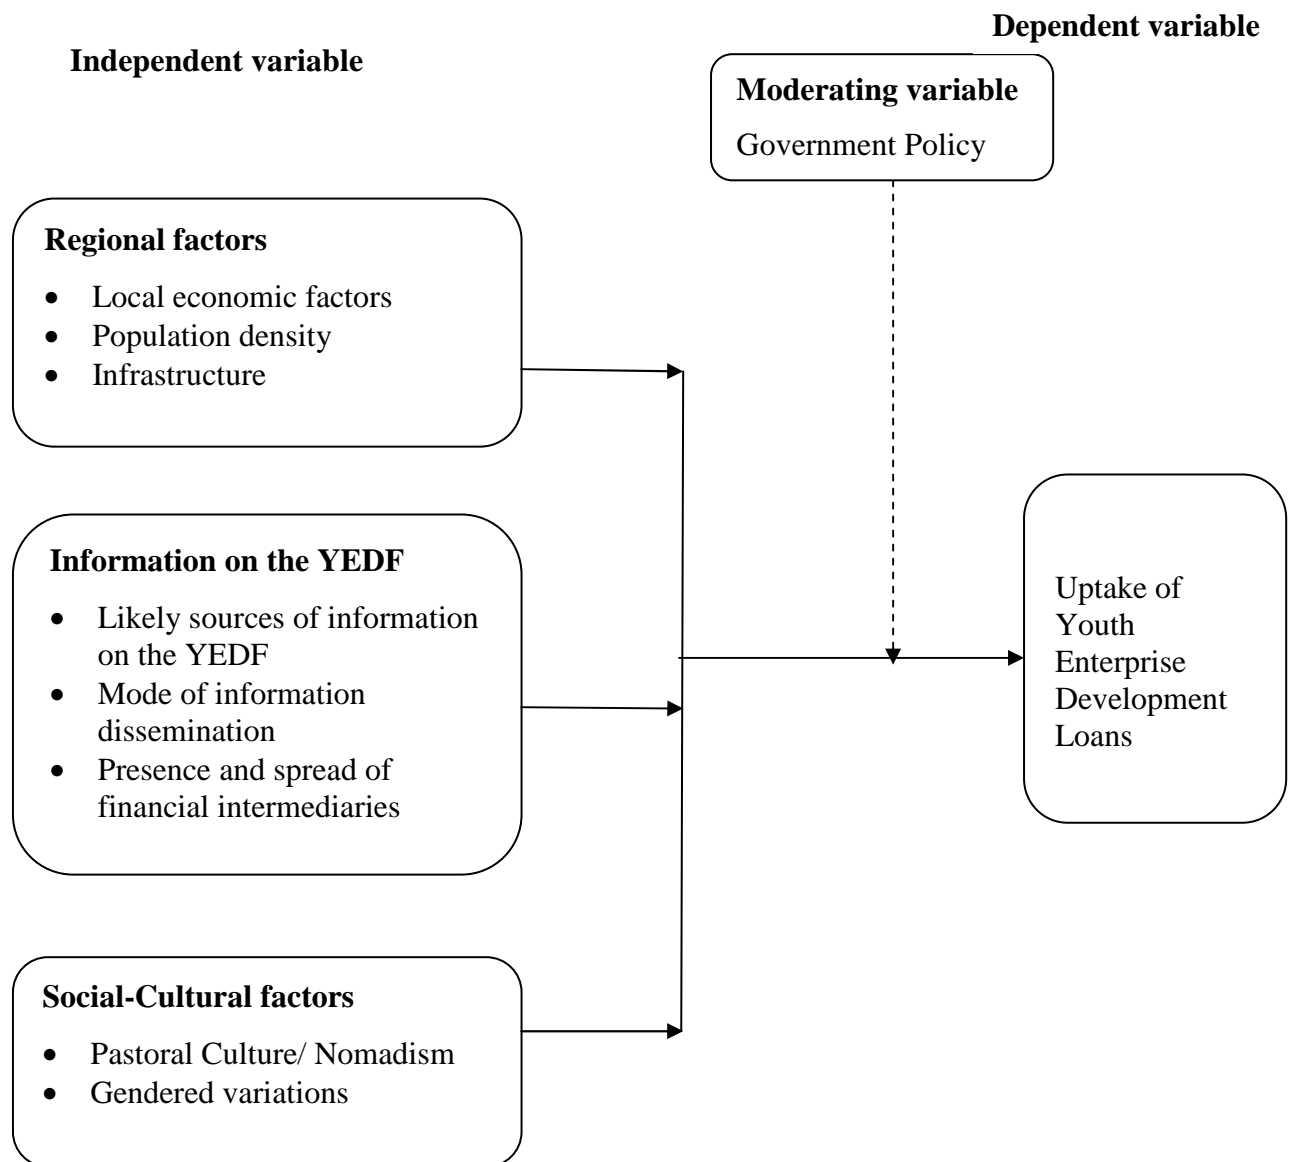 Dependent variable
Independent variable
Moderating variable
Government Policy
Regional factors
• Local economic factors
• Population density
• Infrastructure
Information on the YEDF
• Likely sources of information
on the YEDF
• Mode of information
dissemination
• Presence and spread of
financial intermediaries
Uptake of
Youth
Enterprise
Development
Loans
Social-Cultural factors
• Pastoral Culture/ Nomadism
• Gendered variations